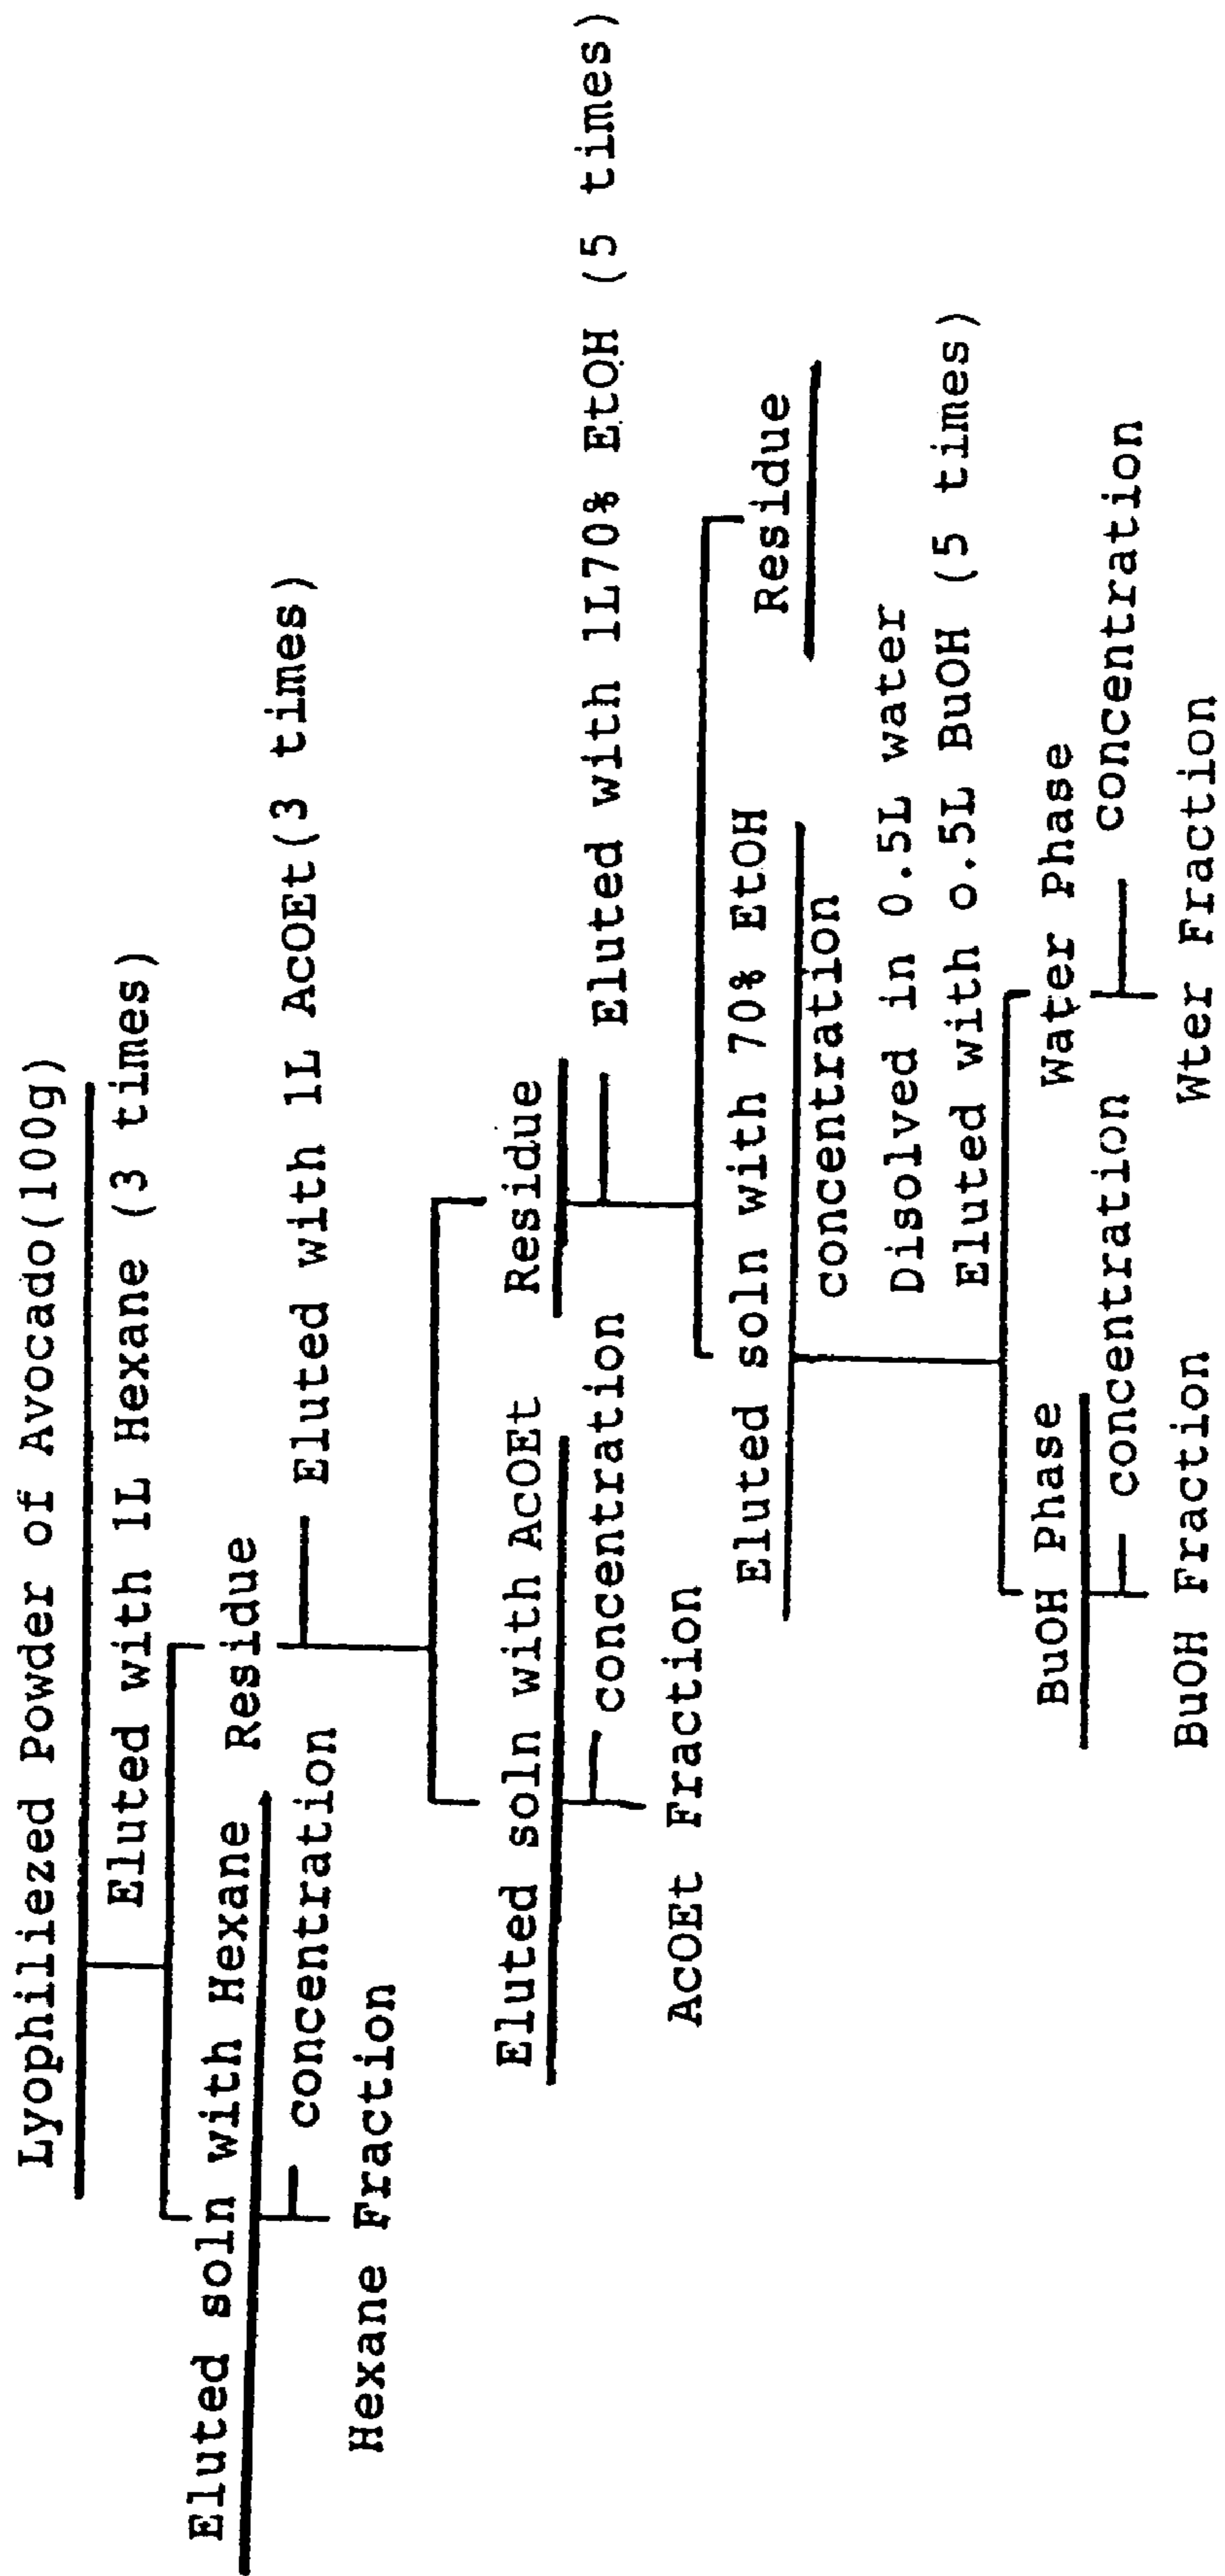 Lyophiliezed Powder of Avocado(100g)
Eluted with 1L Hexane (3 times)
Eluted soln with Hexane
Residue
concentration
Eluted with 1L AcOEt(3 times)
Hexane Fraction
Eluted soln with AcOEt
Residue
concentration
Eluted with 1L70% EtOH (5 times)
AcOEt Fraction
Eluted soln with 70% EtOH
Residue
concentration
Disolved in 0.5L water
Eluted with o.5L BuOH (5 times)
BuOH Phase
Water Phase
concentration
concentration
BuOH Fraction
Wter Fraction